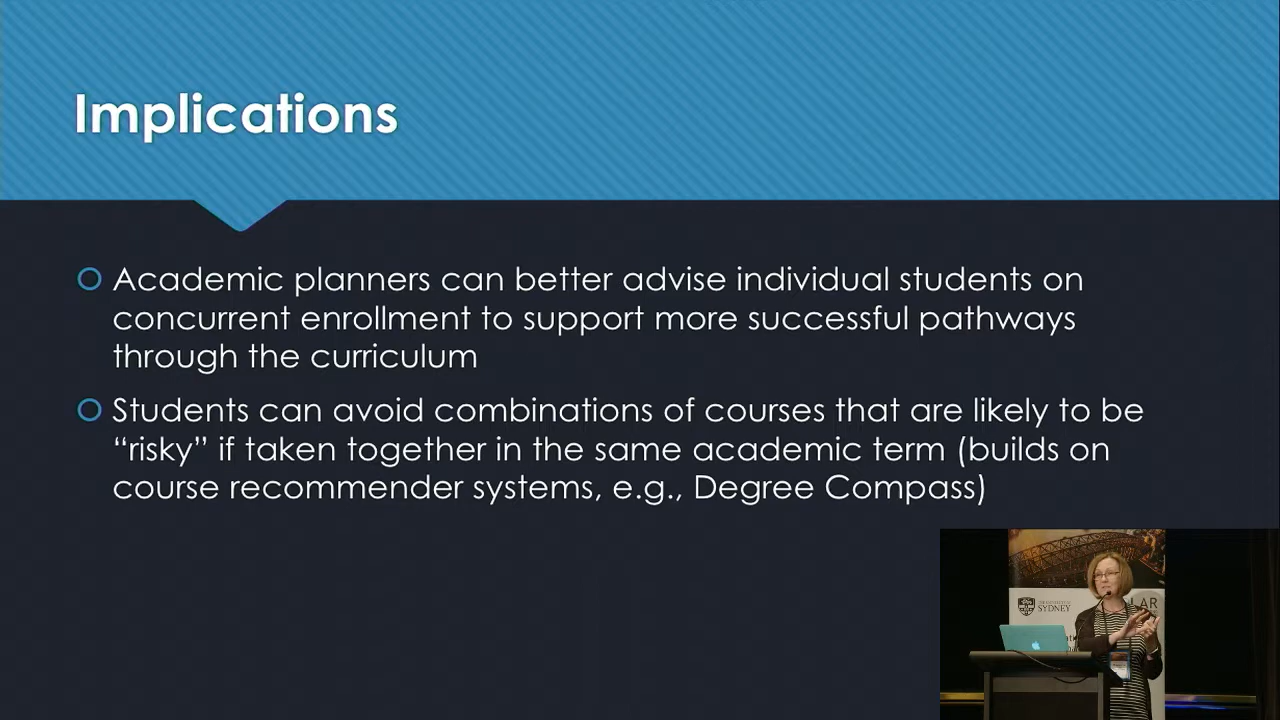 Implications
Academic planners can better advise individual students on
concurrent enrollment to support more successful pathways
through the curriculum
Students can avoid combinations of courses that are likely to be
“risky” if taken together in the same academic term (builds on
course recommender systems, e.g., Degree Compass)
SYDNEY
LAR